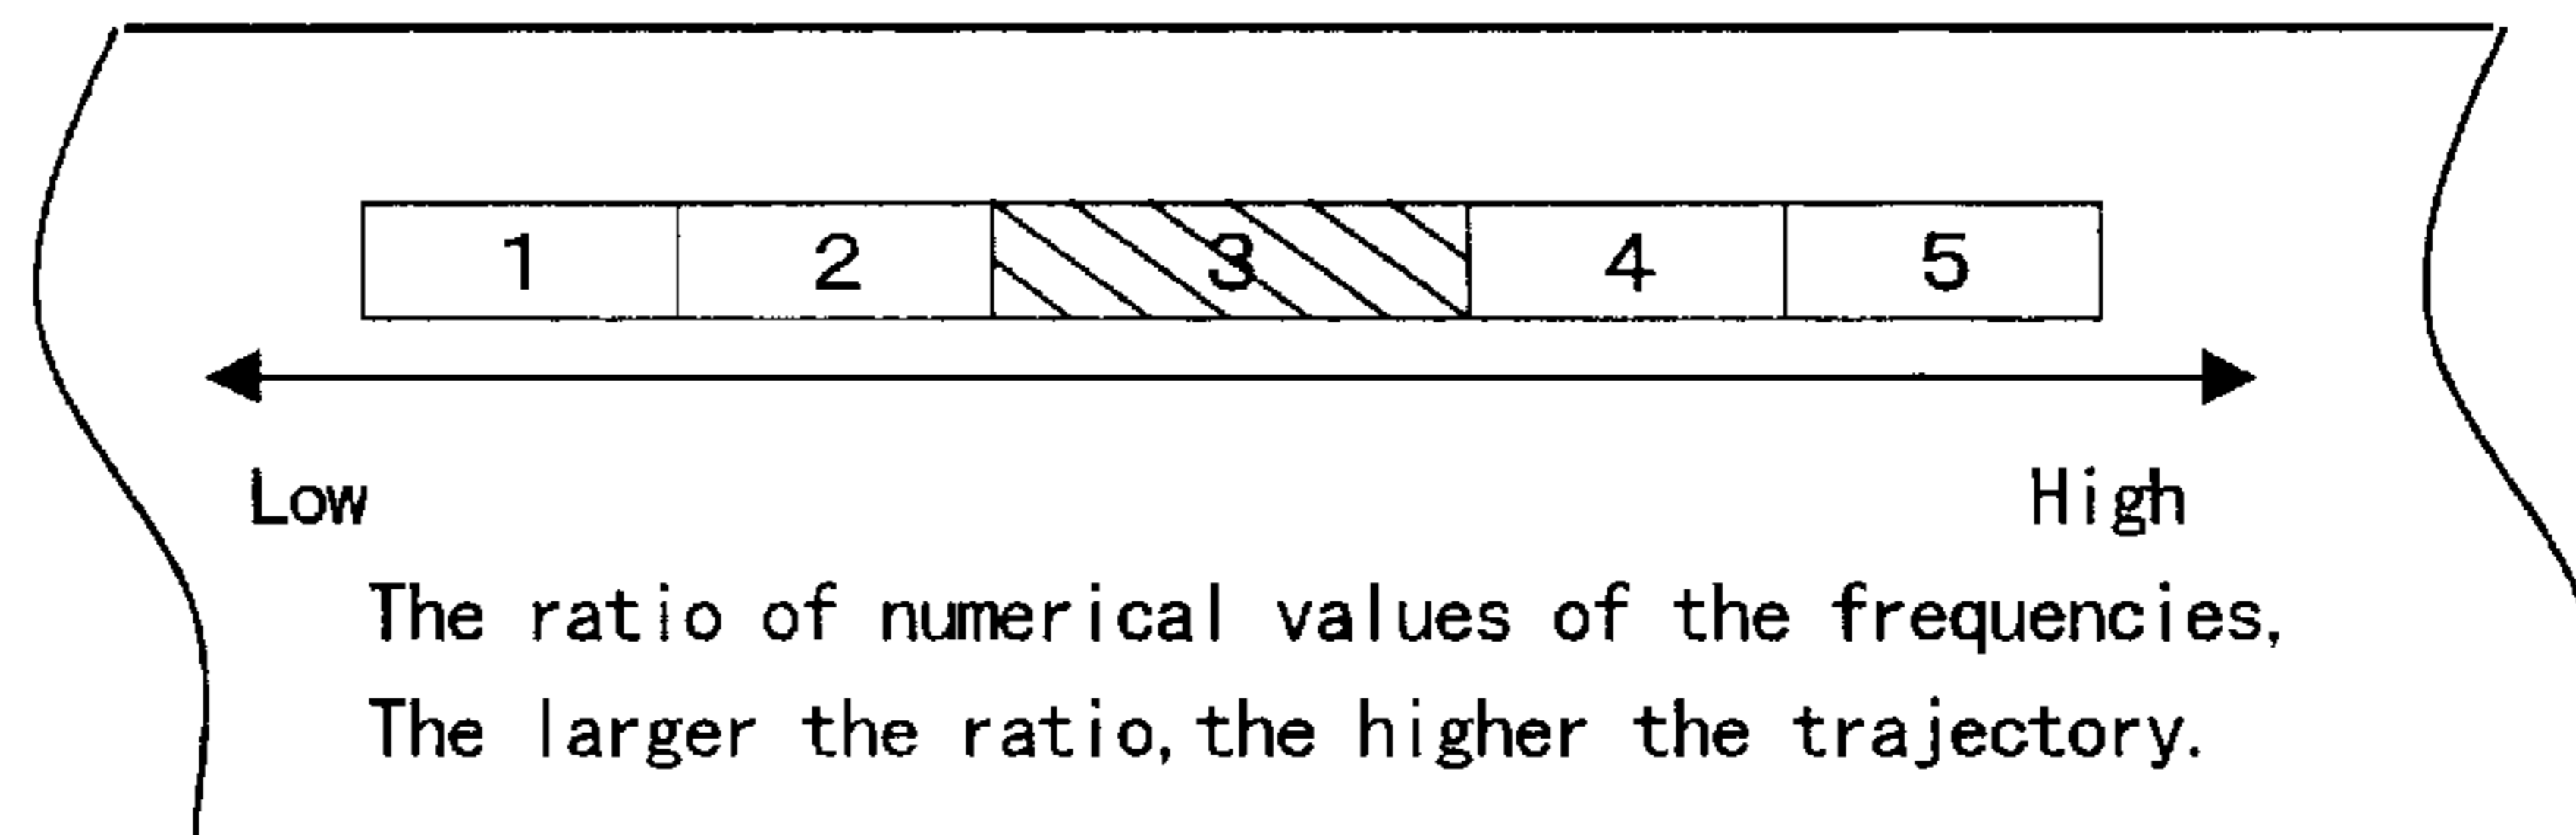 1 2 3 4 5
Low High
The ratio of numerical values of the frequencies,
The larger the ratio, the higher the trajectory.